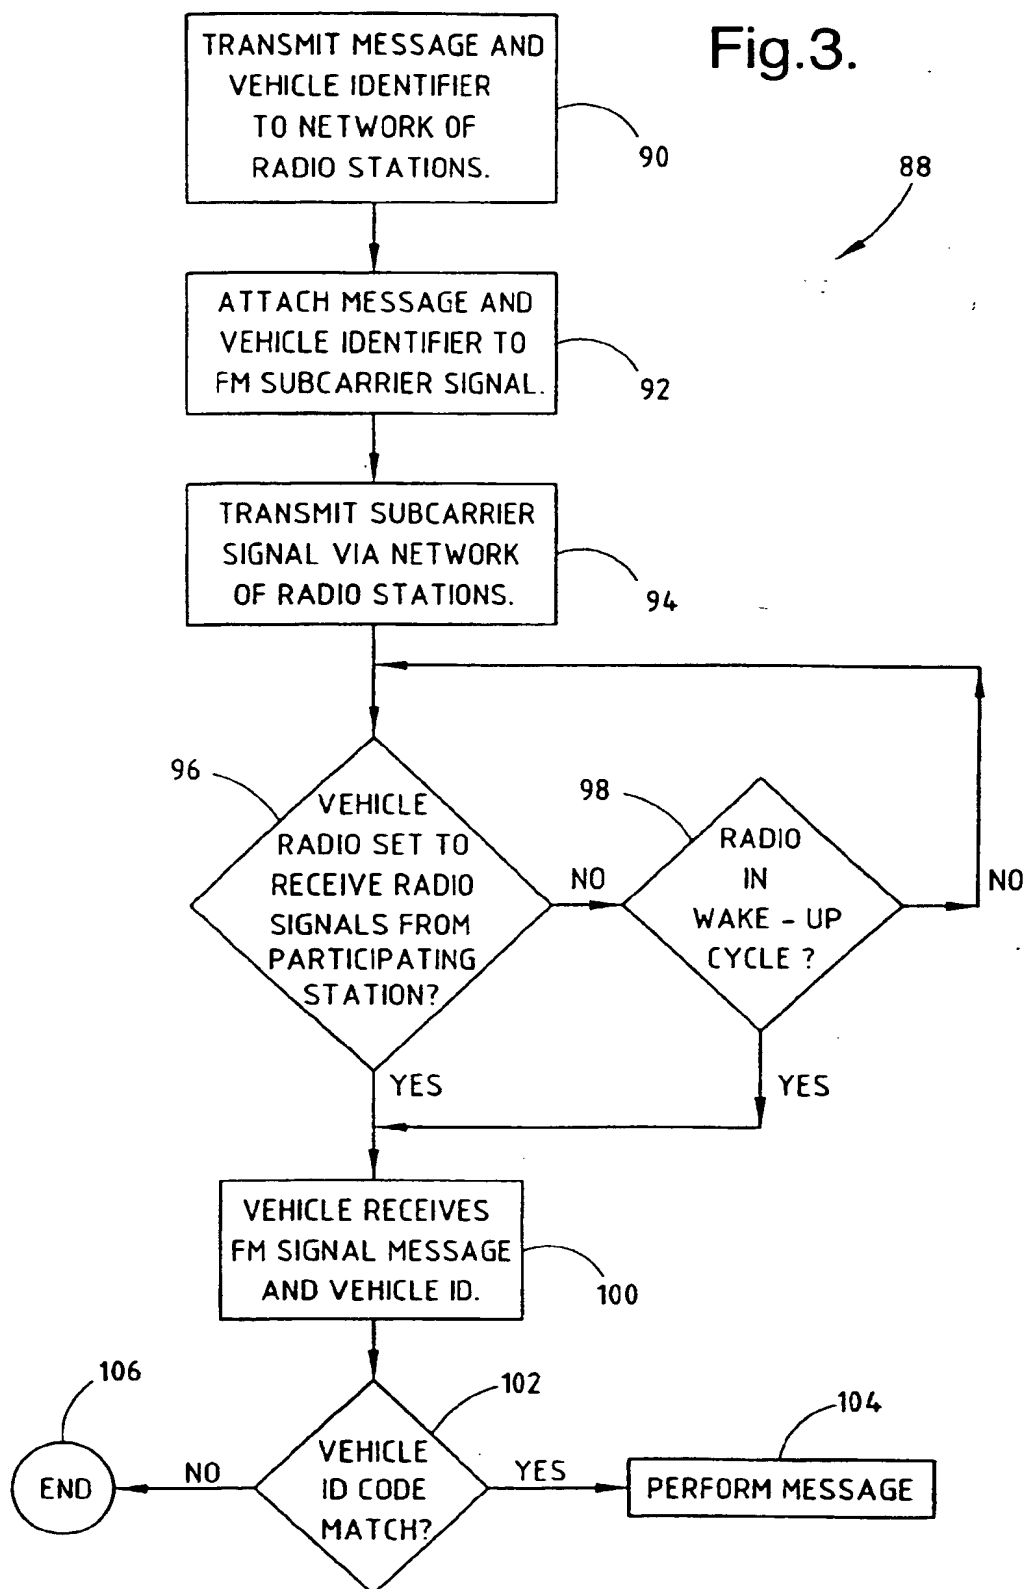 Fig.3.
88
TRANSMIT MESSAGE AND
VEHICLE IDENTIFIER
TO NETWORK OF
RADIO STATIONS.
90
ATTACH MESSAGE AND
VEHICLE IDENTIFIER TO
FM SUBCARRIER SIGNAL.
92
TRANSMIT SUBCARRIER
SIGNAL VIA NETWORK
OF RADIO STATIONS.
94
96
VEHICLE
RADIO SET TO
RECEIVE RADIO
SIGNALS FROM
PARTICIPATING
STATION?
NO
YES
98
RADIO
IN
WAKE - UP
CYCLE ?
NO
YES
VEHICLE RECEIVES
FM SIGNAL MESSAGE
AND VEHICLE ID.
100
102
VEHICLE
ID CODE
MATCH?
NO
YES
106
END
104
PERFORM MESSAGE